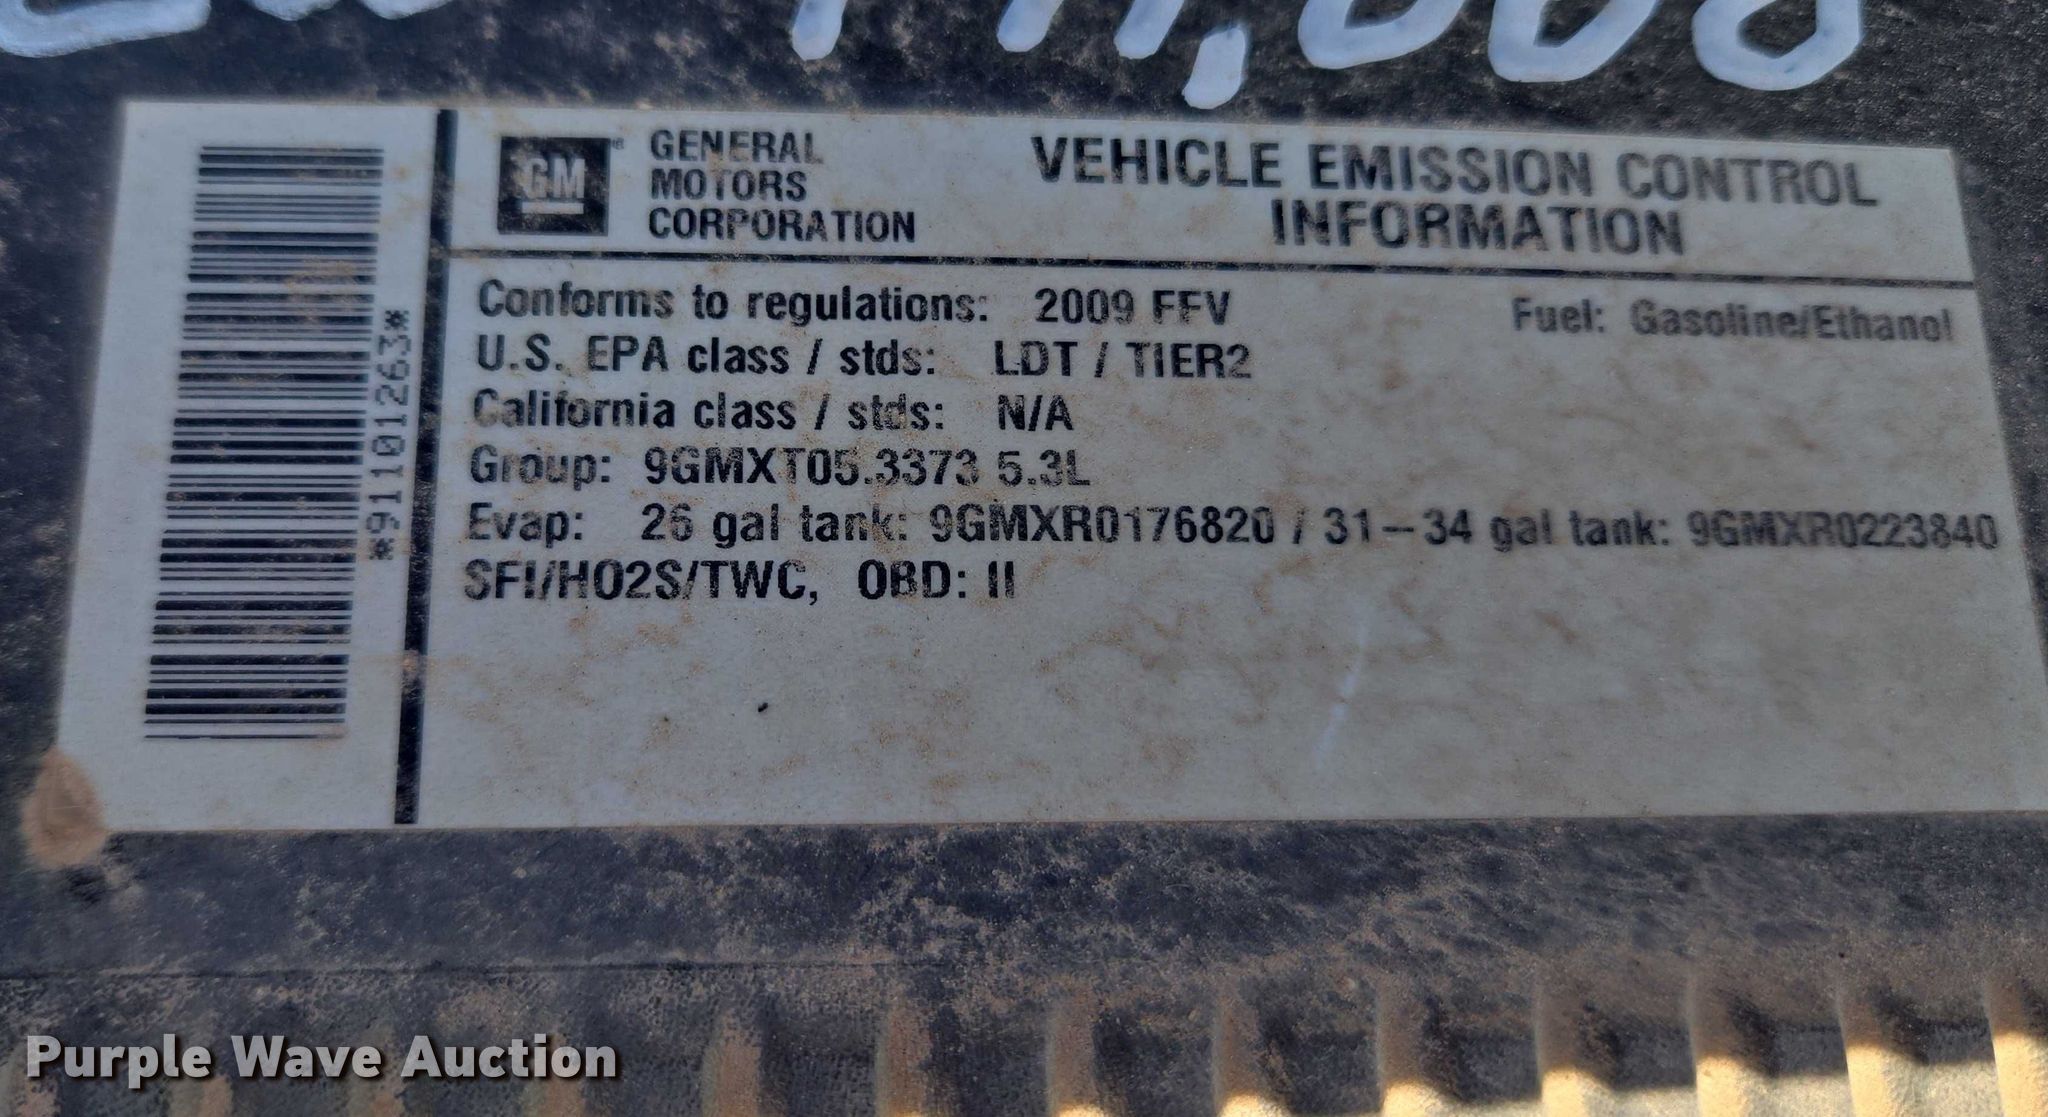 GM
GENERAL
MOTORS
CORPORATION
VEHICLE EMISSION CONTROL
INFORMATION
Conforms to regulations: 2009 FFV
Fuel: Gasoline/Ethanol
U.S. EPA class / stds: LDT / TIER2
California class / stds: N/A
Group: 9GMXT05.3373 5.3L
Evap: 26 gal tank: 9GMXR0176820 / 31-34 gal tank: 9GMXR0223840
SFI/HO2S/TWC, OBD: II
*91101263*
Purple Wave Auction